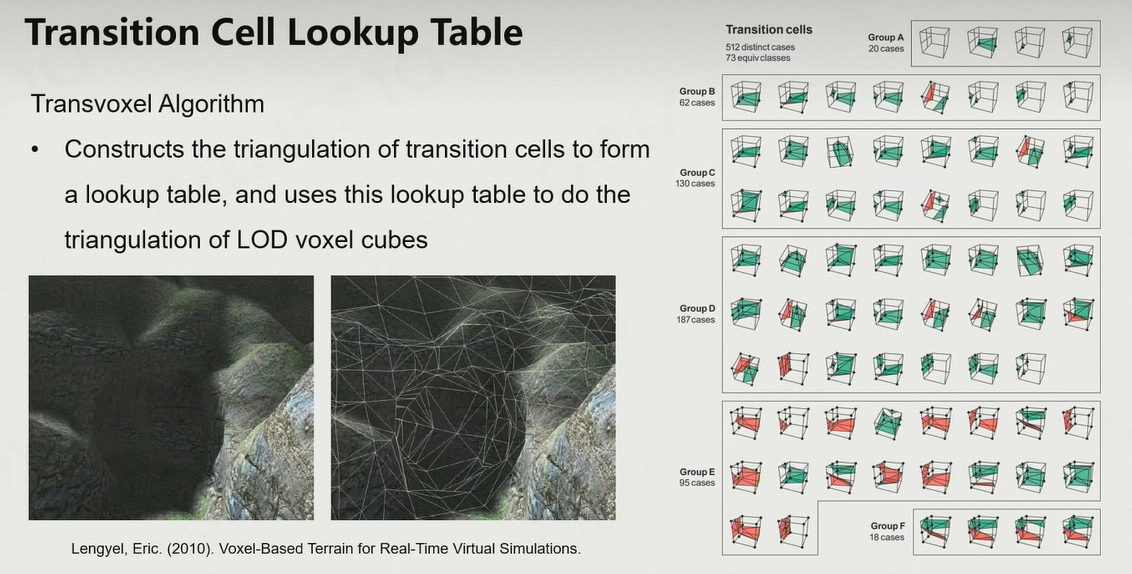 Transition Cell Lookup Table
Transvoxel Algorithm
• Constructs the triangulation of transition cells to form
a lookup table, and uses this lookup table to do the
triangulation of LOD voxel cubes
Lengyel, Eric. (2010). Voxel-Based Terrain for Real-Time Virtual Simulations.
Transition cells
512 distinct cases
73 equiv classes
Group A
20 cases
Group B
62 cases
Group C
130 cases
Group D
187 cases
Group E
95 cases
Group F
18 cases